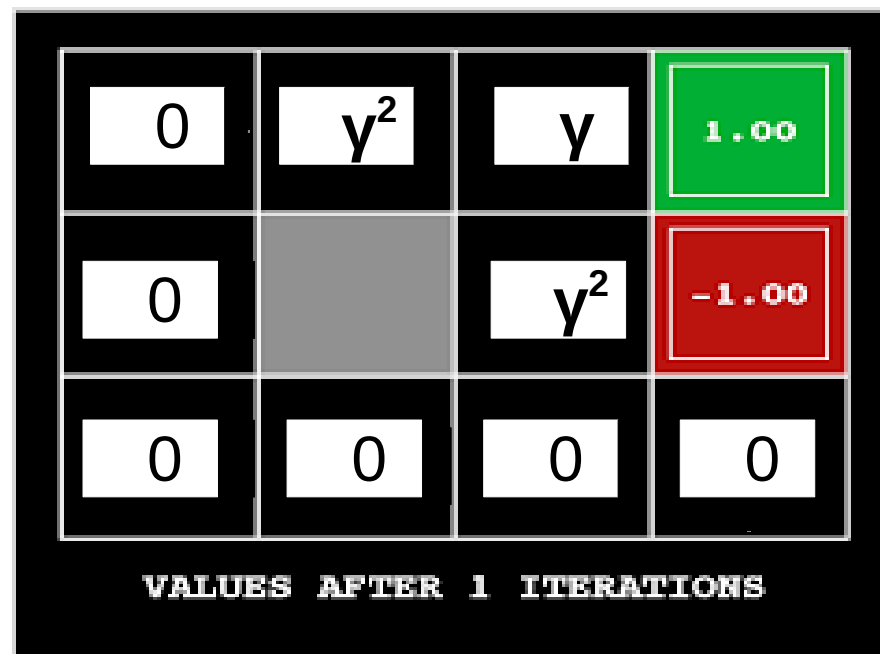 0 γ² γ 1.00
0 γ² -1.00
0 0 0 0
VALUES AFTER 1 ITERATIONS